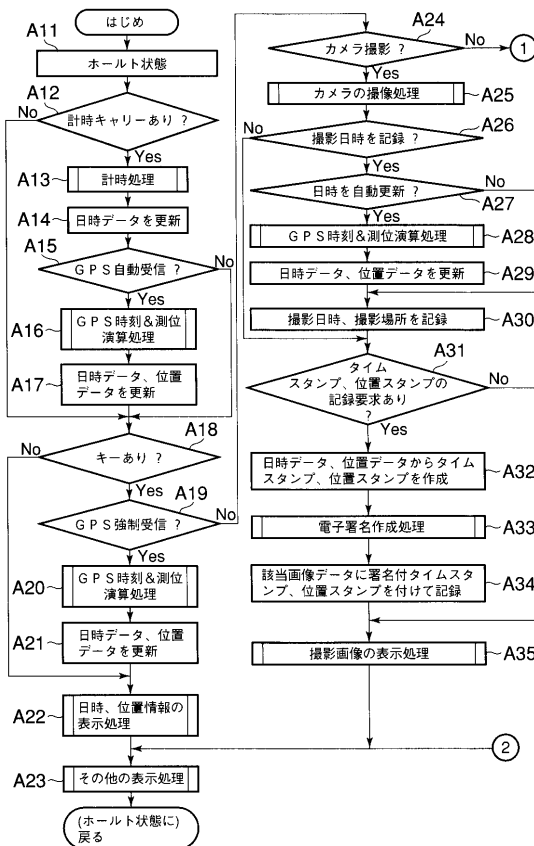 はじめ
A11
ホールト状態
A12
計時キャリーあり ?
No
Yes
A13
計時処理
A14
日時データを更新
A15
GPS自動受信 ?
No
Yes
A16
GPS時刻&測位
演算処理
A17
日時データ、位置
データを更新
A18
No
キーあり ?
Yes
A19
GPS強制受信 ?
No
Yes
A20
GPS時刻&測位
演算処理
A21
日時データ、位置
データを更新
A22
日時、位置情報の
表示処理
A23
その他の表示処理
(ホールト状態に)
戻る
A24
カメラ撮影 ?
No
1
Yes
カメラの撮像処理
A25
A26
No
撮影日時を記録 ?
Yes
日時を自動更新 ?
No
A27
Yes
GPS時刻&測位演算処理
A28
日時データ、位置データを更新
A29
撮影日時、撮影場所を記録
A30
A31
タイム
スタンプ、位置スタンプの
記録要求あり
?
No
Yes
日時データ、位置データからタイム
スタンプ、位置スタンプを作成
A32
電子署名作成処理
A33
該当画像データに署名付タイムスタ
ンプ、位置スタンプを付けて記録
A34
撮影画像の表示処理
A35
2